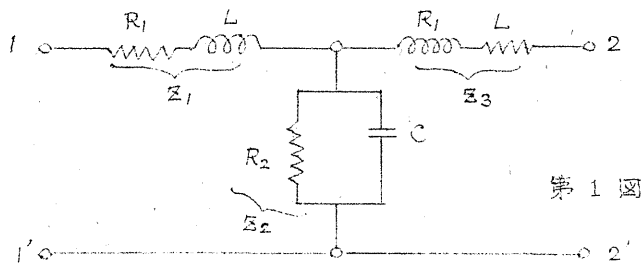 R₁ L R₁ L
1 2
Z₁ Z₃
R₂ C
第 1 図
Z₂
1' 2'